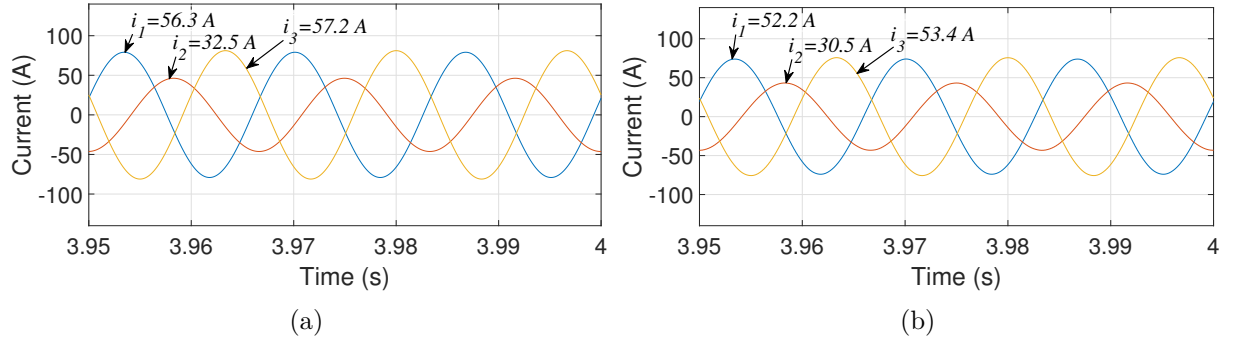 i1=56.3 A
i2=32.5 A
i3=57.2 A
100
50
0
-50
-100
Current (A)
3.95
3.96
3.97
3.98
3.99
4
Time (s)
(a)
i1=52.2 A
i2=30.5 A
i3=53.4 A
100
50
0
-50
-100
Current (A)
3.95
3.96
3.97
3.98
3.99
4
Time (s)
(b)